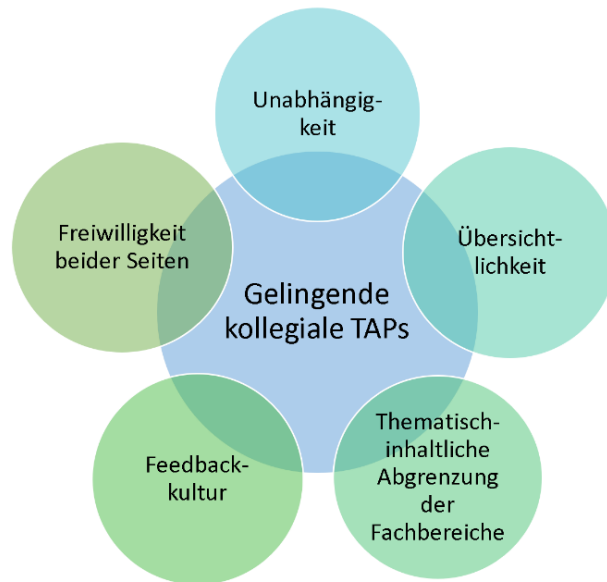 Unabhängig-
keit
Freiwilligkeit
beider Seiten
Übersicht-
lichkeit
Gelingende
kollegiale TAPs
Feedback-
kultur
Thematisch-
inhaltliche
Abgrenzung
der
Fachbereiche